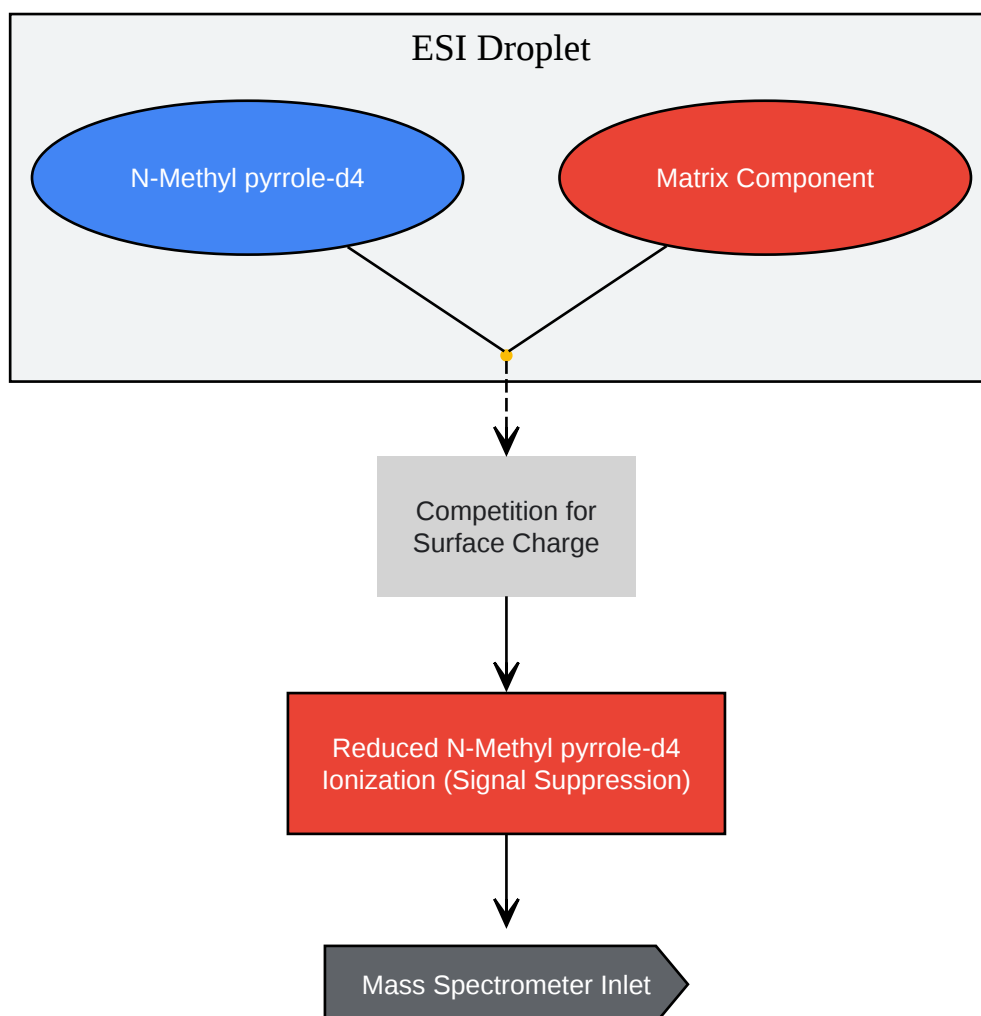 ESI Droplet
N-Methyl pyrrole-d4
Matrix Component
Competition for
Surface Charge
Reduced N-Methyl pyrrole-d4
Ionization (Signal Suppression)
Mass Spectrometer Inlet